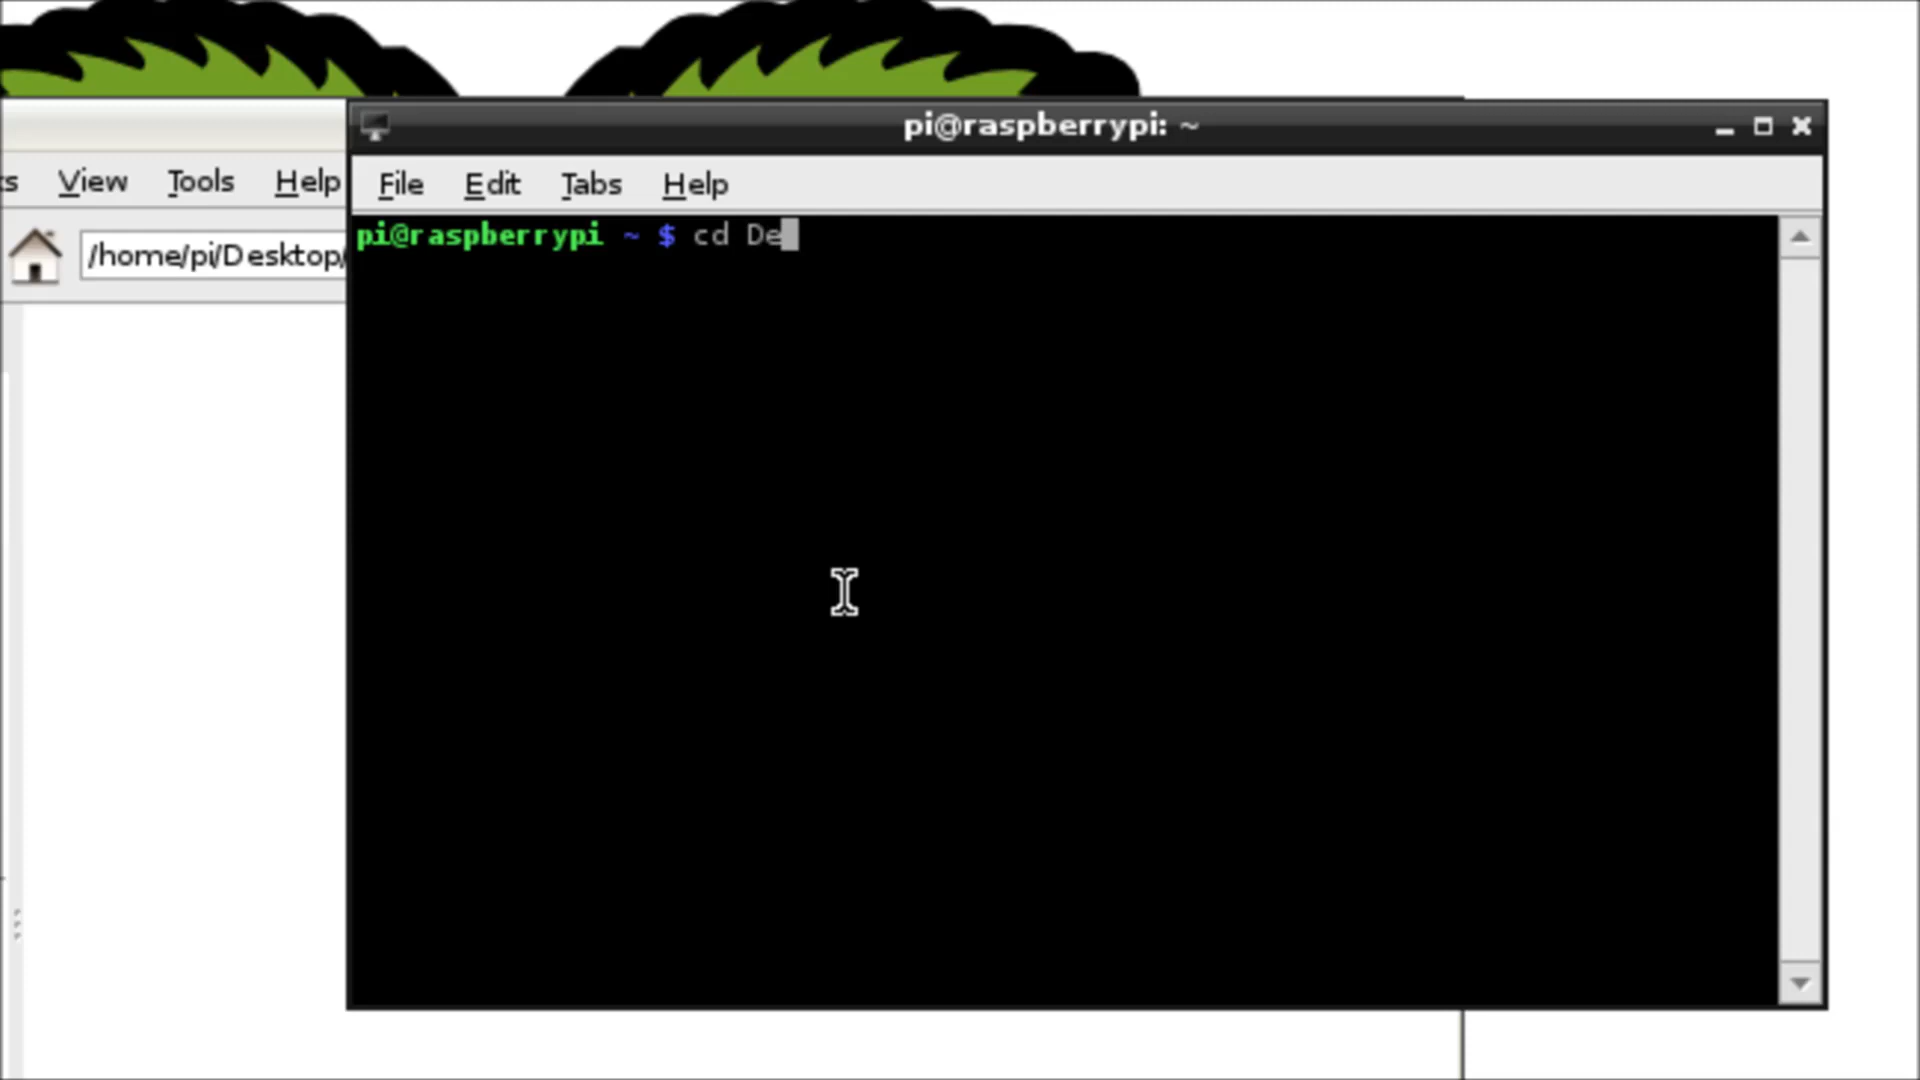 pi@raspberrypi: ~
View Tools Help
File Edit Tabs Help
/home/pi/Desktop/
pi@raspberrypi ~ $ cd De